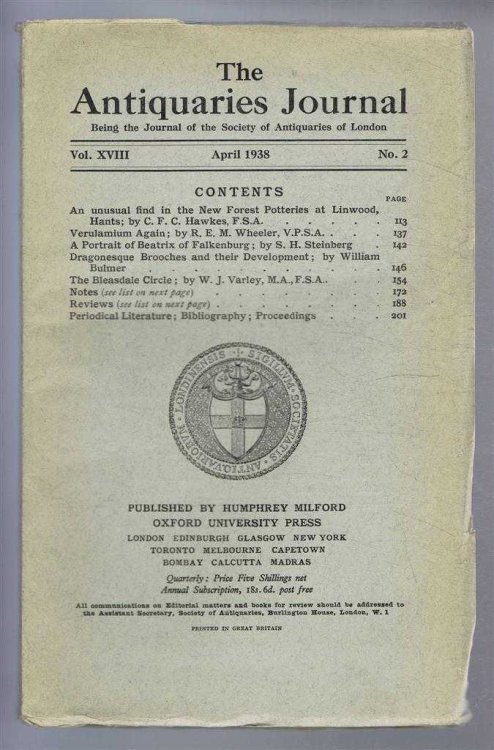 The
Antiquaries Journal
Being the Journal of the Society of Antiquaries of London
Vol. XVIII April 1938 No. 2
CONTENTS
PAGE
An unusual find in the New Forest Potteries at Linwood,
Hants; by C. F. C. Hawkes, F.S.A. . . . . . 113
Verulamium Again; by R. E. M. Wheeler, V.P.S.A. . . . 137
A Portrait of Beatrix of Falkenburg; by S. H. Steinberg . 142
Dragonesque Brooches and their Development; by William
Bulmer . . . . . . . . . . 146
The Bleasdale Circle; by W. J. Varley, M.A., F.S.A. . . . 154
Notes (see list on next page) . . . . . . . 172
Reviews (see list on next page) . . . . . . . 188
Periodical Literature; Bibliography; Proceedings . . . 201
SIGILLVM · SOCIETATIS · ANTIQVARIORVM · LONDINENSIS
PUBLISHED BY HUMPHREY MILFORD
OXFORD UNIVERSITY PRESS
LONDON EDINBURGH GLASGOW NEW YORK
TORONTO MELBOURNE CAPETOWN
BOMBAY CALCUTTA MADRAS
Quarterly: Price Five Shillings net
Annual Subscription, 18s. 6d. post free
All communications on Editorial matters and books for review should be addressed to
the Assistant Secretary, Society of Antiquaries, Burlington House, London, W. 1
PRINTED IN GREAT BRITAIN